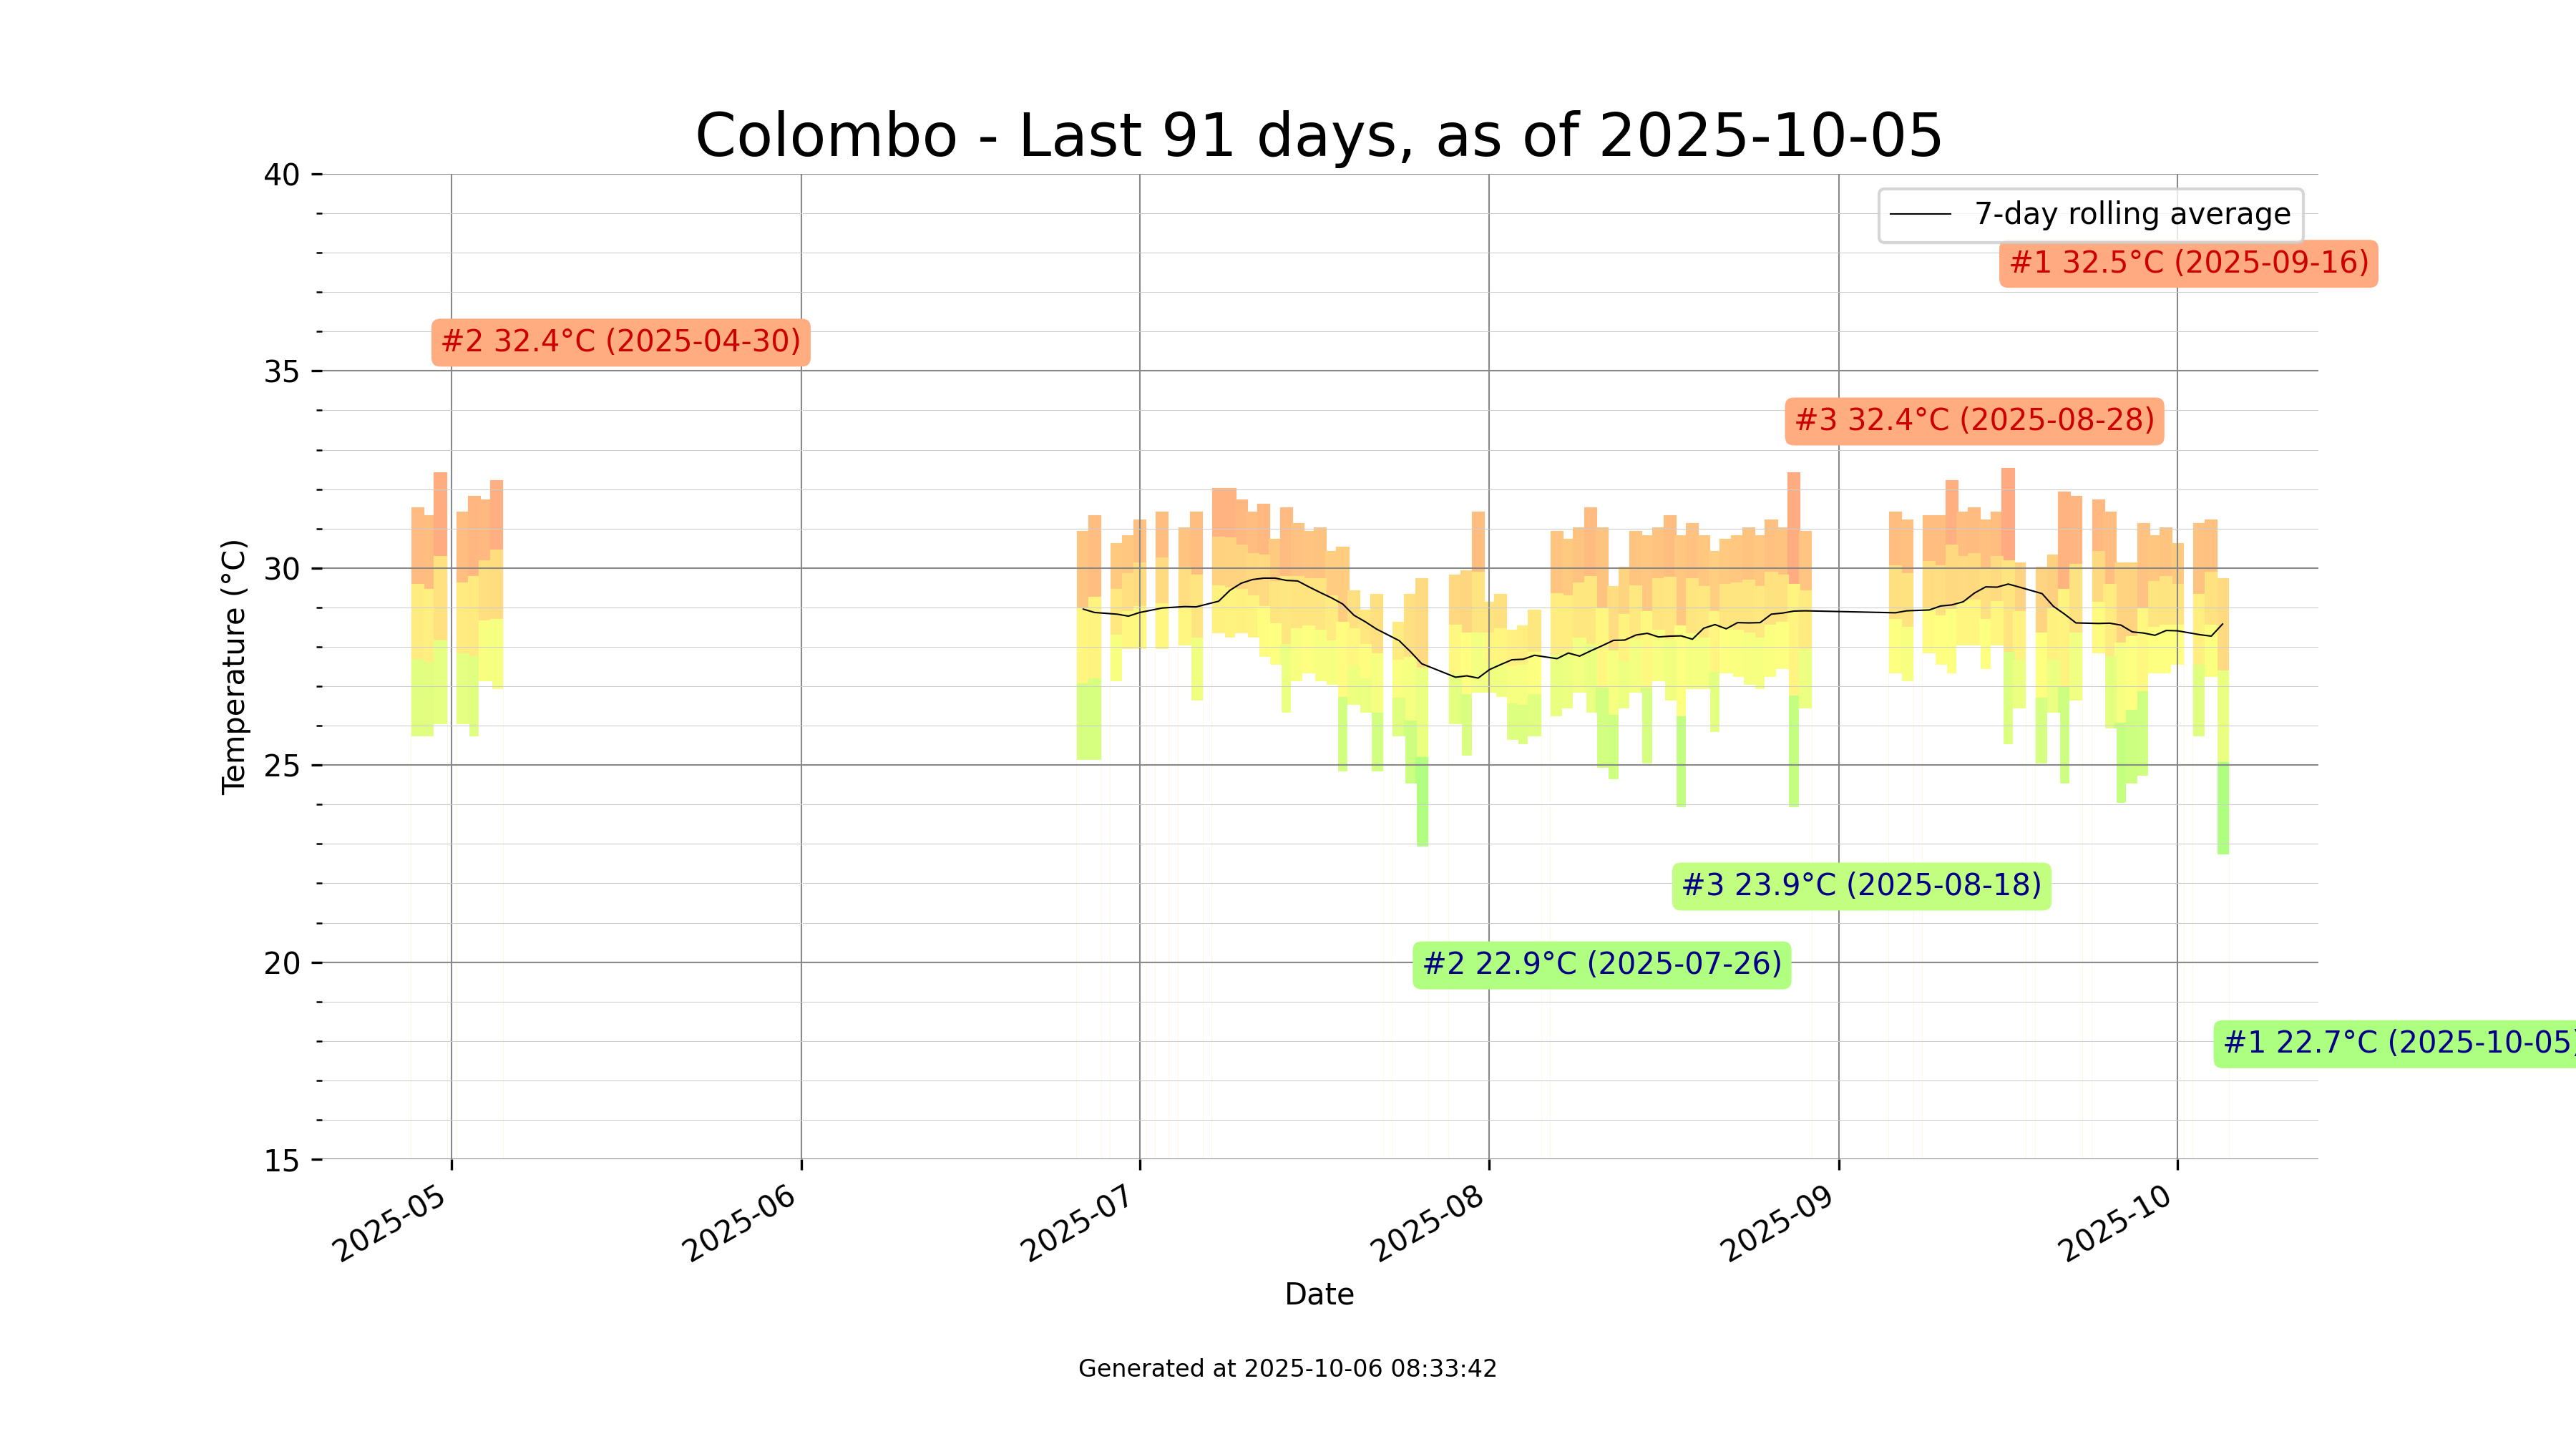 Colombo - Last 91 days, as of 2025-10-05
40
7-day rolling average
#1 32.5°C (2025-09-16)
#2 32.4°C (2025-04-30)
35
#3 32.4°C (2025-08-28)
30
Temperature (°C)
25
#3 23.9°C (2025-08-18)
20
#2 22.9°C (2025-07-26)
#1 22.7°C (2025-10-05)
15
2025-05
2025-06
2025-07
2025-08
2025-09
2025-10
Date
Generated at 2025-10-06 08:33:42